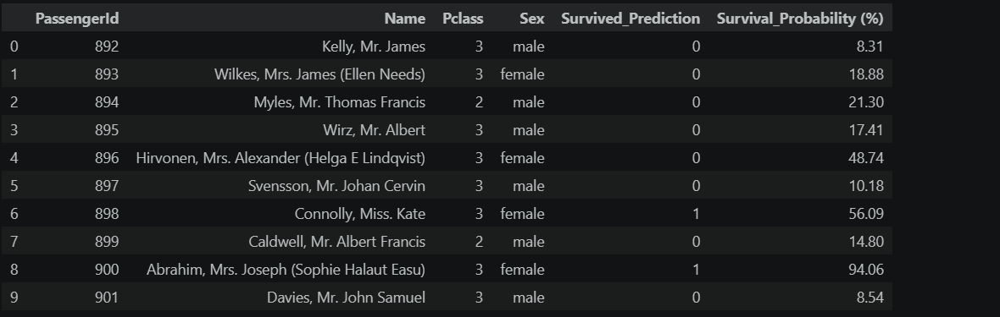 PassengerId Name Pclass Sex Survived_Prediction Survival_Probability (%)
0 892 Kelly, Mr. James 3 male 0 8.31
1 893 Wilkes, Mrs. James (Ellen Needs) 3 female 0 18.88
2 894 Myles, Mr. Thomas Francis 2 male 0 21.30
3 895 Wirz, Mr. Albert 3 male 0 17.41
4 896 Hirvonen, Mrs. Alexander (Helga E Lindqvist) 3 female 0 48.74
5 897 Svensson, Mr. Johan Cervin 3 male 0 10.18
6 898 Connolly, Miss. Kate 3 female 1 56.09
7 899 Caldwell, Mr. Albert Francis 2 male 0 14.80
8 900 Abrahim, Mrs. Joseph (Sophie Halaut Easu) 3 female 1 94.06
9 901 Davies, Mr. John Samuel 3 male 0 8.54